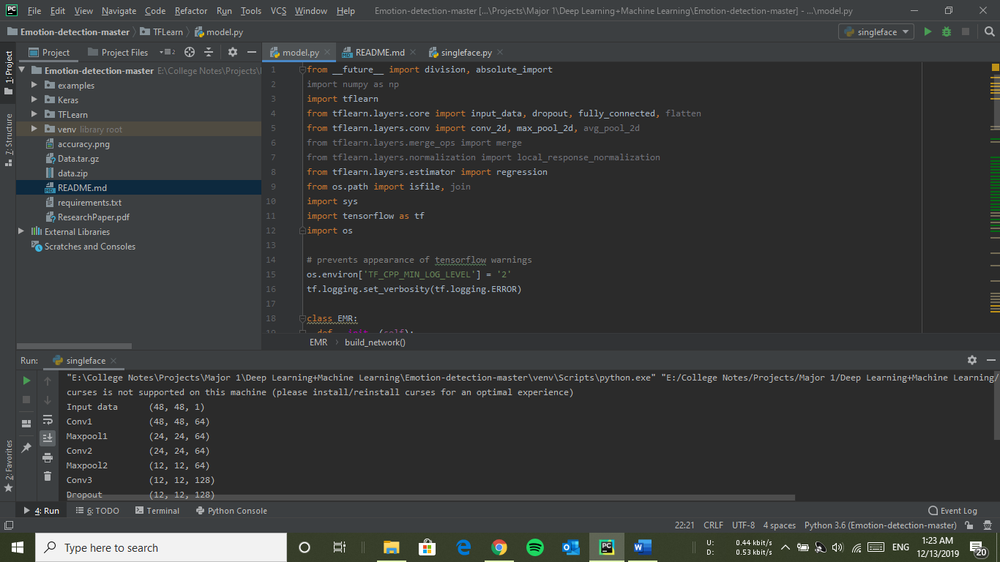 File Edit View Navigate Code Refactor Run Tools VCS Window Help Emotion-detection-master [...\Projects\Major 1\Deep Learning+Machine Learning\Emotion-detection-master] - ...\model.py
Emotion-detection-master TFLearn model.py singleface
1: Project
7: Structure
2: Favorites
Project Project Files
Emotion-detection-master E:\College Notes\Projects\
examples
Keras
TFLearn
venv library root
accuracy.png
Data.tar.gz
data.zip
README.md
requirements.txt
ResearchPaper.pdf
External Libraries
Scratches and Consoles
model.py README.md singleface.py
1 from __future__ import division, absolute_import
2 import numpy as np
3 import tflearn
4 from tflearn.layers.core import input_data, dropout, fully_connected, flatten
5 from tflearn.layers.conv import conv_2d, max_pool_2d, avg_pool_2d
6 from tflearn.layers.merge_ops import merge
7 from tflearn.layers.normalization import local_response_normalization
8 from tflearn.layers.estimator import regression
9 from os.path import isfile, join
10 import sys
11 import tensorflow as tf
12 import os
13
14 # prevents appearance of tensorflow warnings
15 os.environ['TF_CPP_MIN_LOG_LEVEL'] = '2'
16 tf.logging.set_verbosity(tf.logging.ERROR)
17
18 class EMR:
19 def __init__(self):
EMR build_network()
Run: singleface
"E:\College Notes\Projects\Major 1\Deep Learning+Machine Learning\Emotion-detection-master\venv\Scripts\python.exe" "E:/College Notes/Projects/Major 1/Deep Learning+Machine Learning/
curses is not supported on this machine (please install/reinstall curses for an optimal experience)
Input data (48, 48, 1)
Conv1 (48, 48, 64)
Maxpool1 (24, 24, 64)
Conv2 (24, 24, 64)
Maxpool2 (12, 12, 64)
Conv3 (12, 12, 128)
Dropout (12, 12, 128)
4: Run 6: TODO Terminal Python Console Event Log
22:21 CRLF UTF-8 4 spaces Python 3.6 (Emotion-detection-master)
Type here to search
U: 0.44 kbit/s
D: 0.53 kbit/s
ENG
1:23 AM
12/13/2019
20